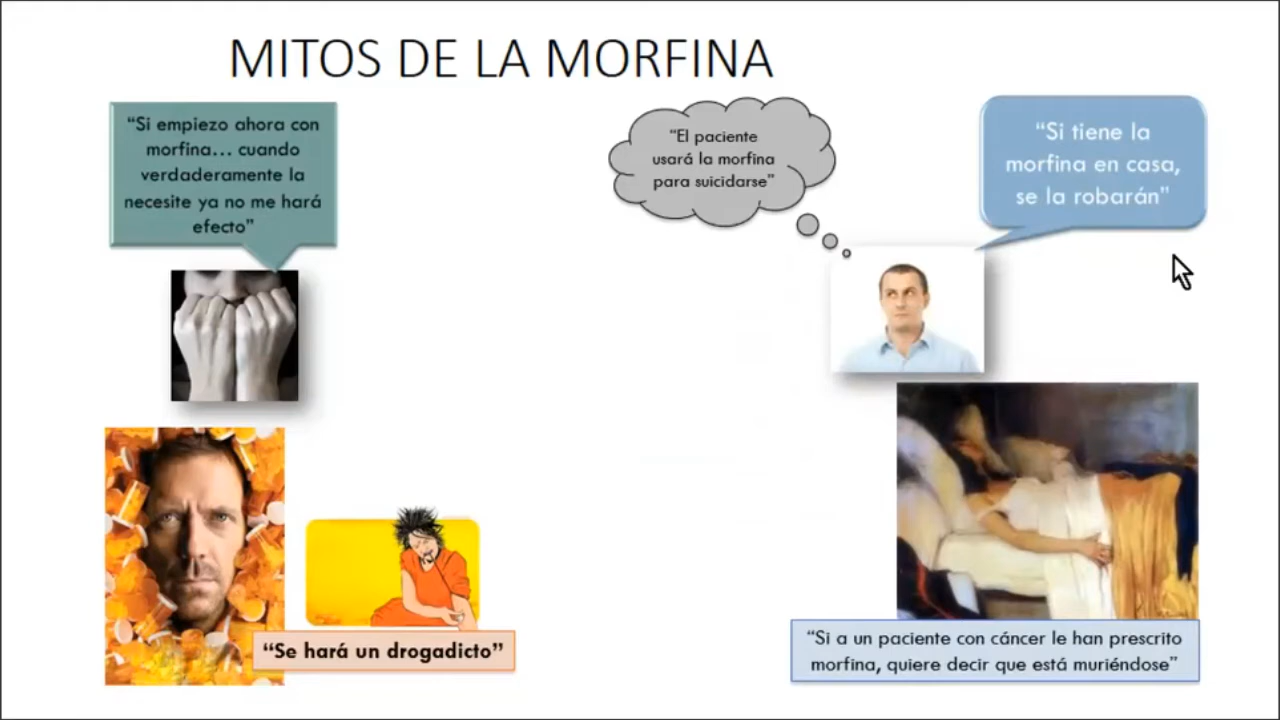 MITOS DE LA MORFINA
“Si empiezo ahora con
morfina... cuando
verdaderamente la
necesite ya no me hará
efecto”
“El paciente
usará la morfina
para suicidarse”
“Si tiene la
morfina en casa,
se la robarán”
“Se hará un drogadicto”
“Si a un paciente con cáncer le han prescrito
morfina, quiere decir que está muriéndose”